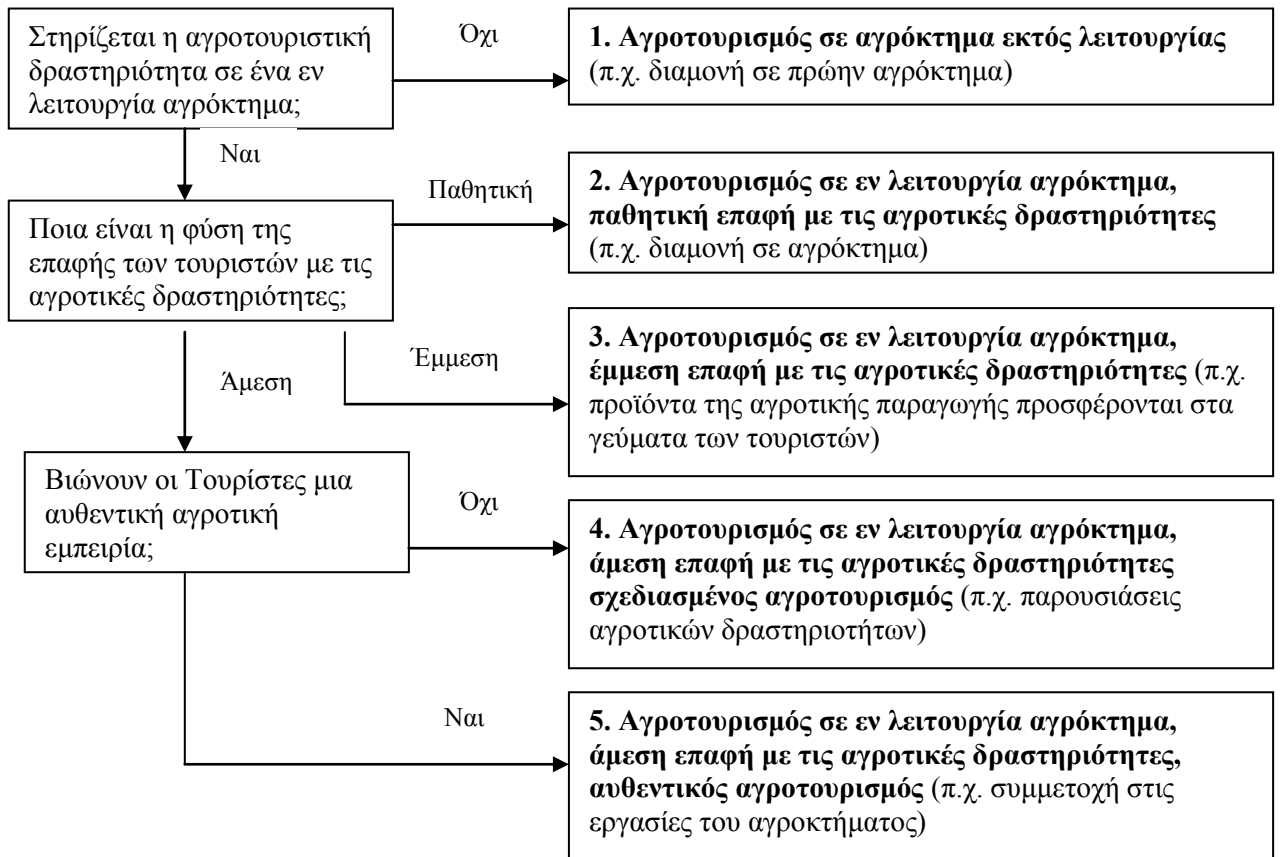 Στηρίζεται η αγροτουριστική
δραστηριότητα σε ένα εν
λειτουργία αγρόκτημα;
Όχι
1. Αγροτουρισμός σε αγρόκτημα εκτός λειτουργίας
(π.χ. διαμονή σε πρώην αγρόκτημα)
Ναι
Ποια είναι η φύση της
επαφής των τουριστών με τις
αγροτικές δραστηριότητες;
Παθητική
2. Αγροτουρισμός σε εν λειτουργία αγρόκτημα,
παθητική επαφή με τις αγροτικές δραστηριότητες
(π.χ. διαμονή σε αγρόκτημα)
Έμμεση
3. Αγροτουρισμός σε εν λειτουργία αγρόκτημα,
έμμεση επαφή με τις αγροτικές δραστηριότητες (π.χ.
προϊόντα της αγροτικής παραγωγής προσφέρονται στα
γεύματα των τουριστών)
Άμεση
Βιώνουν οι Τουρίστες μια
αυθεντική αγροτική
εμπειρία;
Όχι
4. Αγροτουρισμός σε εν λειτουργία αγρόκτημα,
άμεση επαφή με τις αγροτικές δραστηριότητες
σχεδιασμένος αγροτουρισμός (π.χ. παρουσιάσεις
αγροτικών δραστηριοτήτων)
Ναι
5. Αγροτουρισμός σε εν λειτουργία αγρόκτημα,
άμεση επαφή με τις αγροτικές δραστηριότητες,
αυθεντικός αγροτουρισμός (π.χ. συμμετοχή στις
εργασίες του αγροκτήματος)